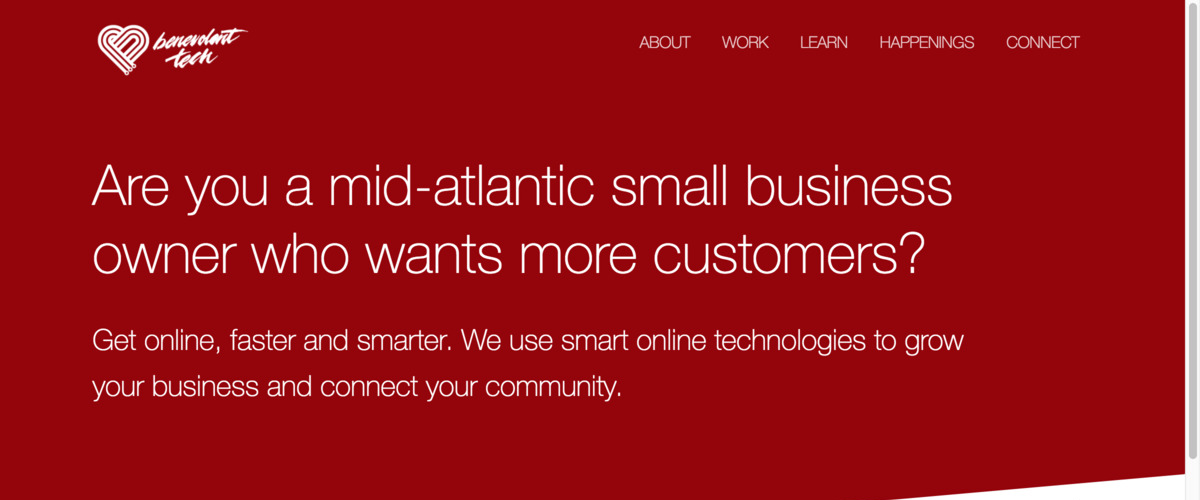 benevolent
tech
ABOUT WORK LEARN HAPPENINGS CONNECT
Are you a mid-atlantic small business
owner who wants more customers?
Get online, faster and smarter. We use smart online technologies to grow
your business and connect your community.